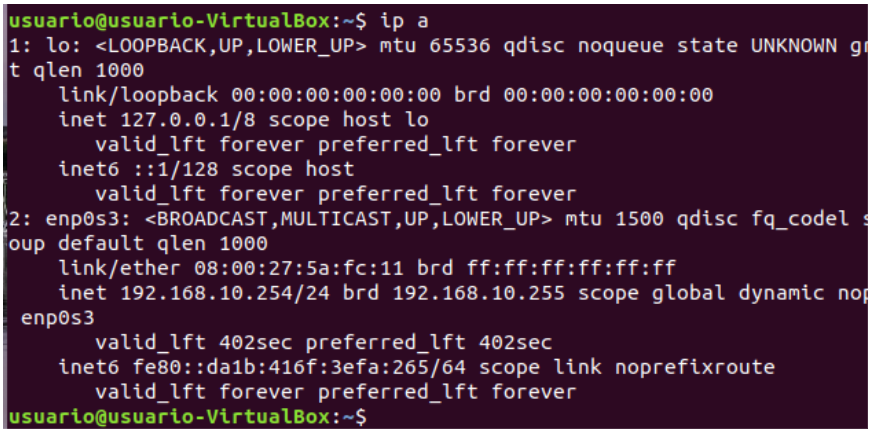 usuario@usuario-VirtualBox:~$ ip a
1: lo: <LOOPBACK,UP,LOWER_UP> mtu 65536 qdisc noqueue state UNKNOWN gr
t qlen 1000
    link/loopback 00:00:00:00:00:00 brd 00:00:00:00:00:00
    inet 127.0.0.1/8 scope host lo
       valid_lft forever preferred_lft forever
    inet6 ::1/128 scope host
       valid_lft forever preferred_lft forever
2: enp0s3: <BROADCAST,MULTICAST,UP,LOWER_UP> mtu 1500 qdisc fq_codel s
oup default qlen 1000
    link/ether 08:00:27:5a:fc:11 brd ff:ff:ff:ff:ff:ff
    inet 192.168.10.254/24 brd 192.168.10.255 scope global dynamic nop
 enp0s3
       valid_lft 402sec preferred_lft 402sec
    inet6 fe80::da1b:416f:3efa:265/64 scope link noprefixroute
       valid_lft forever preferred_lft forever
usuario@usuario-VirtualBox:~$